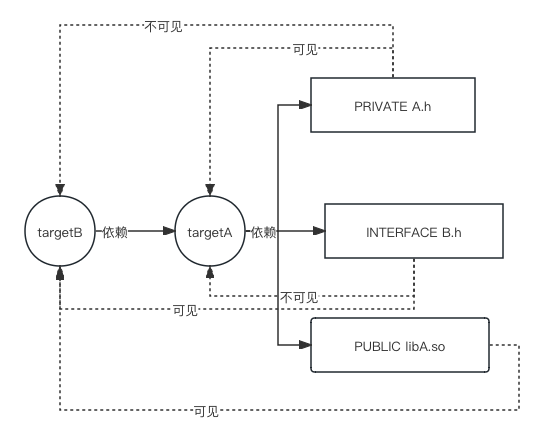 不可见
可见
PRIVATE A.h
targetB
依赖
targetA
依赖
INTERFACE B.h
不可见
可见
PUBLIC libA.so
可见